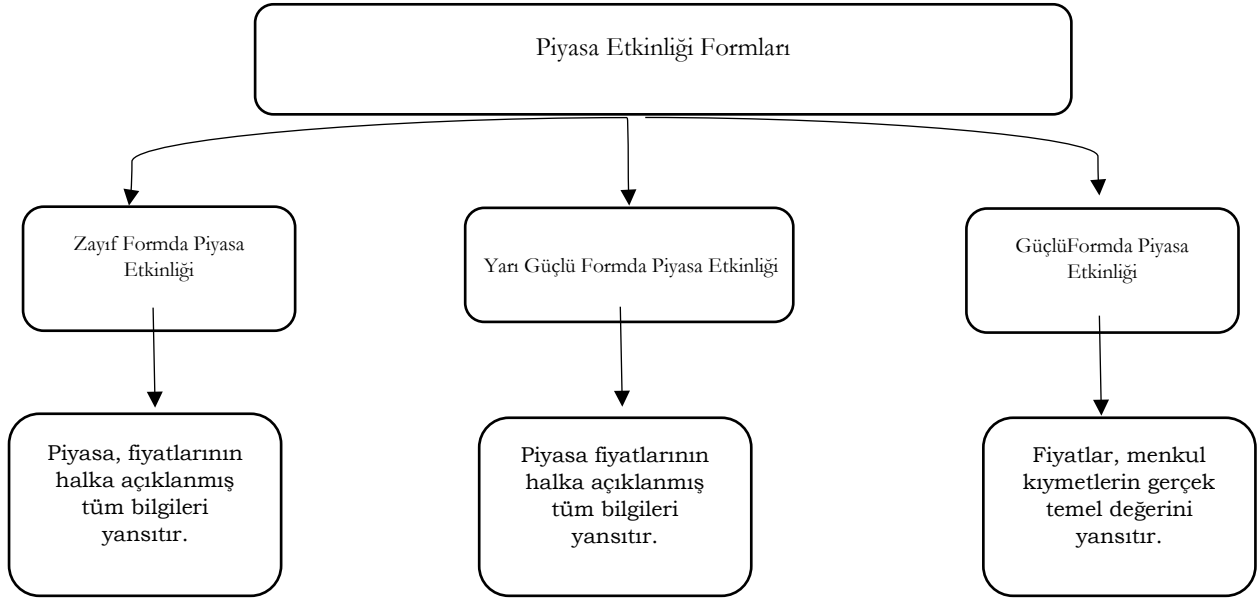 Piyasa Etkinliği Formları
Zayıf Formda Piyasa
Etkinliği
Yarı Güçlü Formda Piyasa Etkinliği
GüçlüFormda Piyasa
Etkinliği
Piyasa, fiyatlarının
halka açıklanmış
tüm bilgileri
yansıtır.
Piyasa fiyatlarının
halka açıklanmış
tüm bilgileri
yansıtır.
Fiyatlar, menkul
kıymetlerin gerçek
temel değerini
yansıtır.